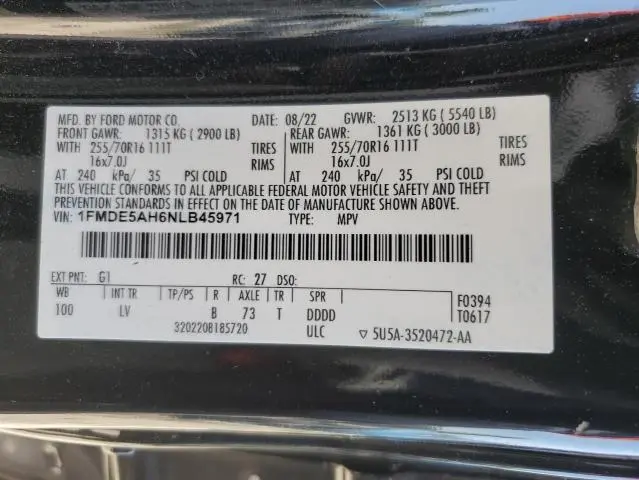 MFD. BY FORD MOTOR CO. DATE: 08/22 GVWR: 2513 KG ( 5540 LB)
FRONT GAWR: 1315 KG ( 2900 LB) REAR GAWR: 1361 KG ( 3000 LB)
WITH 255/70R16 111T TIRES WITH 255/70R16 111T TIRES
16x7.0J RIMS 16x7.0J RIMS
AT 240 kPa/ 35 PSI COLD AT 240 kPa/ 35 PSI COLD
THIS VEHICLE CONFORMS TO ALL APPLICABLE FEDERAL MOTOR VEHICLE SAFETY AND THEFT
PREVENTION STANDARDS IN EFFECT ON THE DATE OF MANUFACTURE SHOWN ABOVE.
VIN: 1FMDE5AH6NLB45971 TYPE: MPV
EXT PNT: G1 RC: 27 DSO:
WB INT TR TP/PS R AXLE TR SPR F0394
100 LV B 73 T DDDD T0617
320220B185720 ULC ▽ 5U5A-3520472-AA